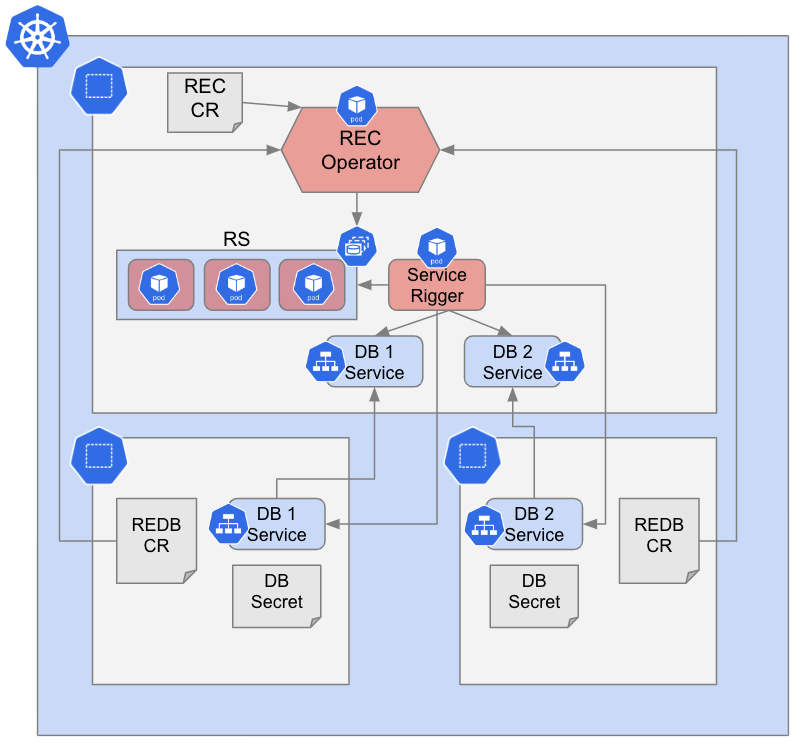 REC
CR
pod
REC
Operator
RS
pod
pod
pod
pod
Service
Rigger
DB 1
Service
DB 2
Service
REDB
CR
DB 1
Service
DB
Secret
DB 2
Service
DB
Secret
REDB
CR